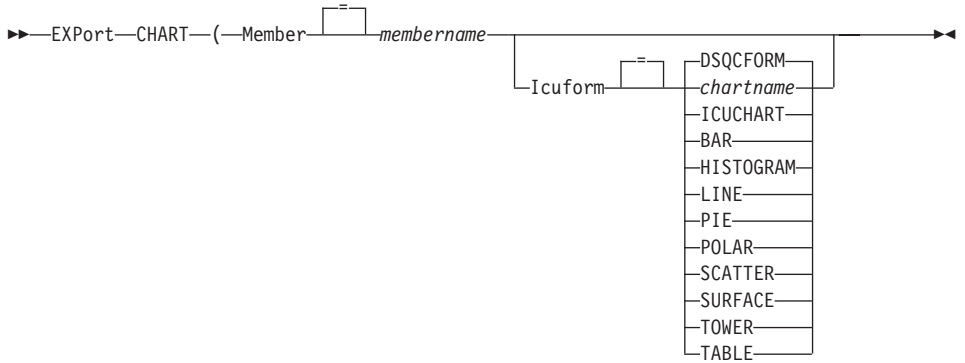 =
EXPort CHART ( Member membername
= DSQCFORM
Icuform chartname
ICUCHART
BAR
HISTOGRAM
LINE
PIE
POLAR
SCATTER
SURFACE
TOWER
TABLE